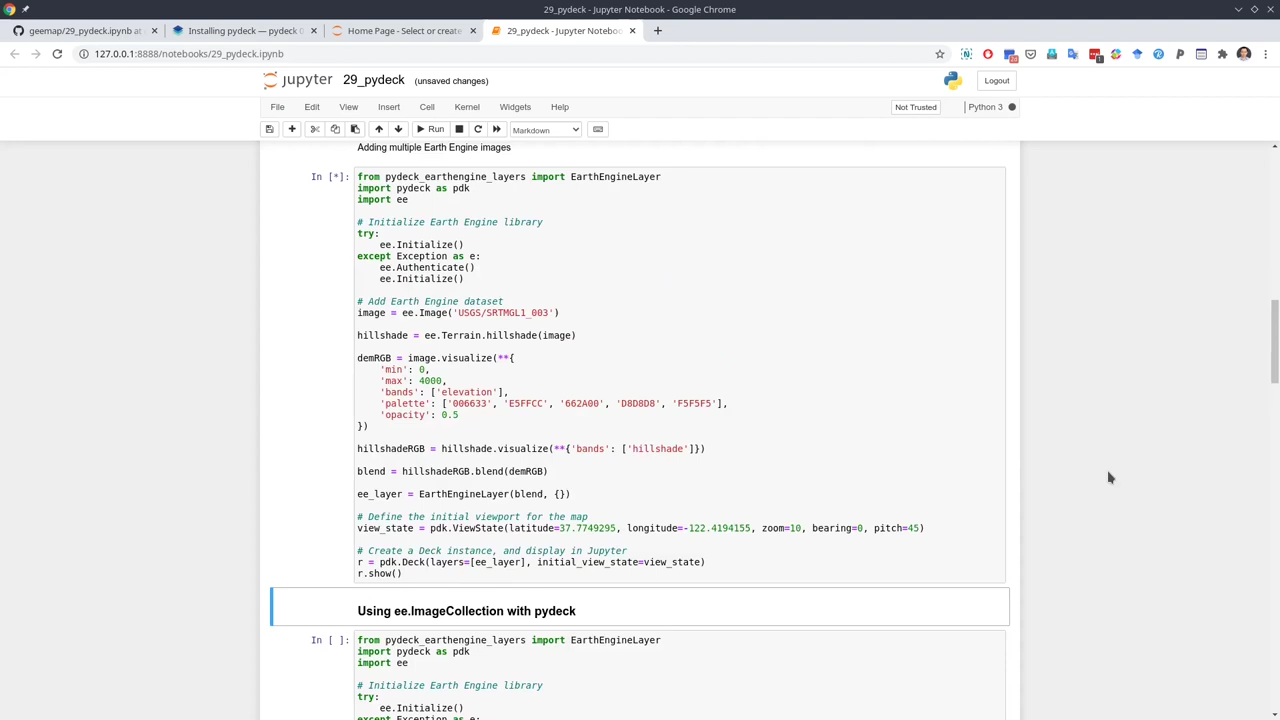 29_pydeck - Jupyter Notebook - Google Chrome
geemap/29_pydeck.ipynb at
Installing pydeck — pydeck 0
Home Page - Select or create
29_pydeck - Jupyter Noteboo
127.0.0.1:8888/notebooks/29_pydeck.ipynb
jupyter 29_pydeck (unsaved changes)
Logout
File Edit View Insert Cell Kernel Widgets Help
Not Trusted
Python 3
Run
Markdown
Adding multiple Earth Engine images
In [*]:
from pydeck_earthengine_layers import EarthEngineLayer
import pydeck as pdk
import ee
# Initialize Earth Engine library
try:
    ee.Initialize()
except Exception as e:
    ee.Authenticate()
    ee.Initialize()
# Add Earth Engine dataset
image = ee.Image('USGS/SRTMGL1_003')
hillshade = ee.Terrain.hillshade(image)
demRGB = image.visualize(**{
    'min': 0,
    'max': 4000,
    'bands': ['elevation'],
    'palette': ['006633', 'E5FFCC', '662A00', 'D8D8D8', 'F5F5F5'],
    'opacity': 0.5
})
hillshadeRGB = hillshade.visualize(**{'bands': ['hillshade']})
blend = hillshadeRGB.blend(demRGB)
ee_layer = EarthEngineLayer(blend, {})
# Define the initial viewport for the map
view_state = pdk.ViewState(latitude=37.7749295, longitude=-122.4194155, zoom=10, bearing=0, pitch=45)
# Create a Deck instance, and display in Jupyter
r = pdk.Deck(layers=[ee_layer], initial_view_state=view_state)
r.show()
Using ee.ImageCollection with pydeck
In [ ]:
from pydeck_earthengine_layers import EarthEngineLayer
import pydeck as pdk
import ee
# Initialize Earth Engine library
try:
    ee.Initialize()
except Exception as e: